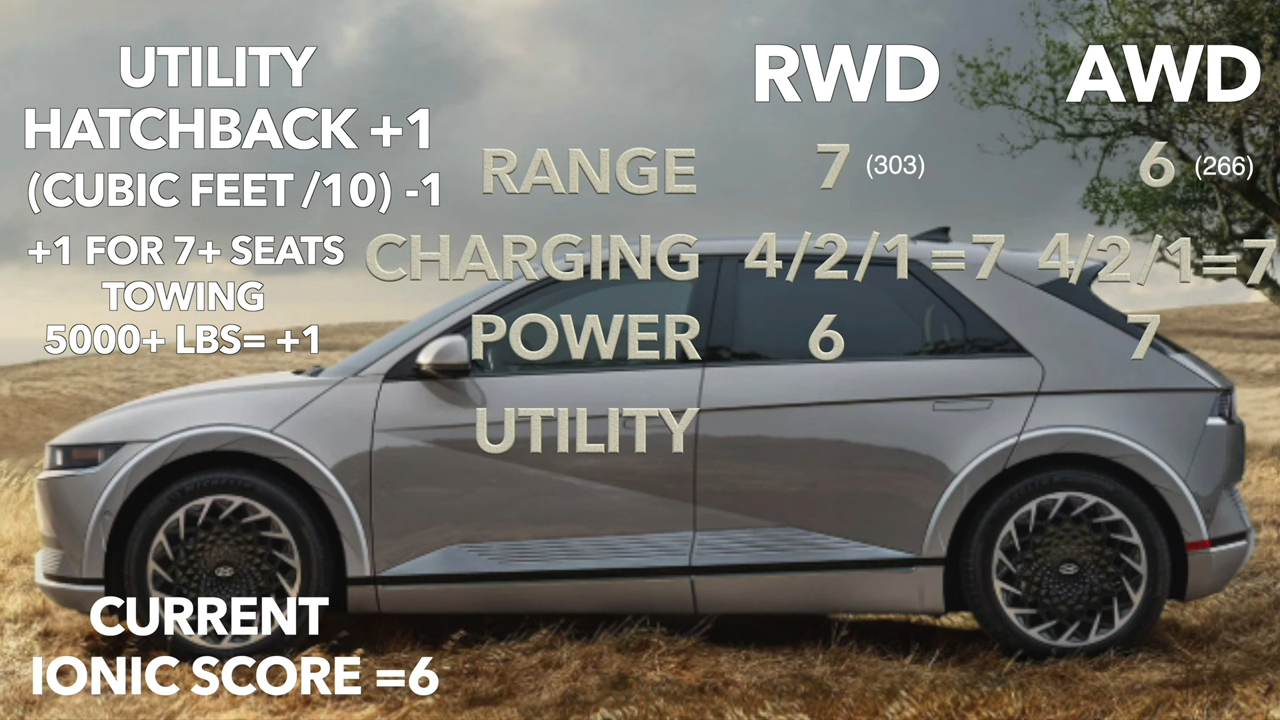 UTILITY
HATCHBACK +1
(CUBIC FEET /10) -1
+1 FOR 7+ SEATS
TOWING
5000+ LBS= +1
RWD AWD
RANGE 7 (303) 6 (266)
CHARGING 4/2/1 =7 4/2/1=7
POWER 6 7
UTILITY
CURRENT
IONIC SCORE =6